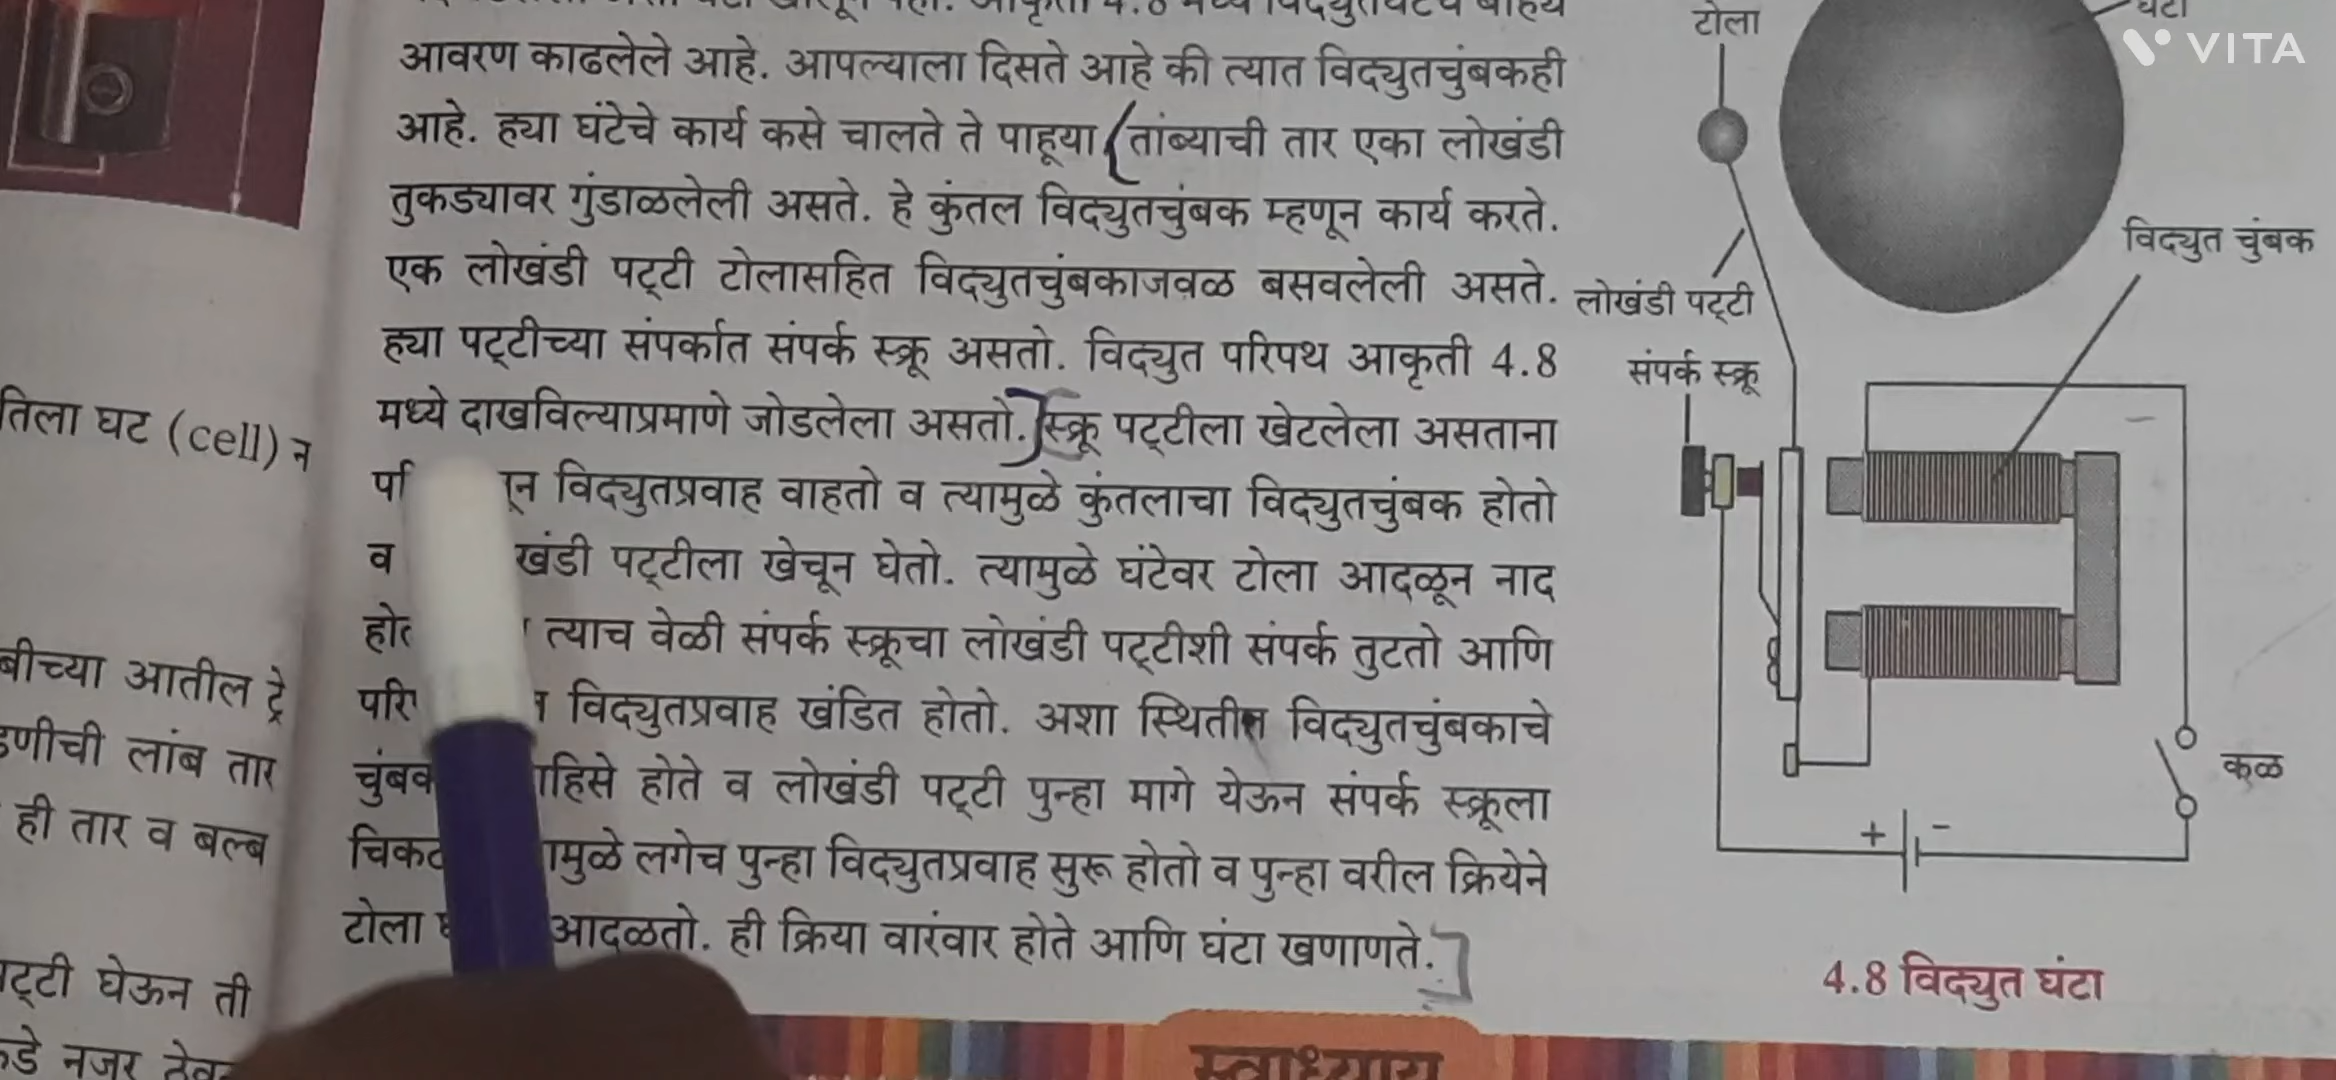 आवरण काढलेले आहे. आपल्याला दिसते आहे की त्यात विद्युतचुंबकही
आहे. ह्या घंटेचे कार्य कसे चालते ते पाहूया तांब्याची तार एका लोखंडी
तुकड्यावर गुंडाळलेली असते. हे कुंतल विद्युतचुंबक म्हणून कार्य करते.
एक लोखंडी पट्टी टोलासहित विद्युतचुंबकाजवळ बसवलेली असते.
ह्या पट्टीच्या संपर्कात संपर्क स्क्रू असतो. विद्युत परिपथ आकृती 4.8
मध्ये दाखविल्याप्रमाणे जोडलेला असतो. स्क्रू पट्टीला खेटलेला असताना
विद्युतप्रवाह वाहतो व त्यामुळे कुंतलाचा विद्युतचुंबक होतो
व पट्टीला खेचून घेतो. त्यामुळे घंटेवर टोला आदळून नाद
त्याच वेळी संपर्क स्क्रूचा लोखंडी पट्टीशी संपर्क तुटतो आणि
विद्युतप्रवाह खंडित होतो. अशा स्थितीत विद्युतचुंबकाचे
होते व लोखंडी पट्टी पुन्हा मागे येऊन संपर्क स्क्रूला
लगेच पुन्हा विद्युतप्रवाह सुरू होतो व पुन्हा वरील क्रियेने
टोला आदळतो. ही क्रिया वारंवार होते आणि घंटा खणाणते.
स्वाध्याय
टोला
घंटा
VITA
विद्युत चुंबक
लोखंडी पट्टी
संपर्क स्क्रू
कळ
+ -
4.8 विद्युत घंटा
तिला घट (cell) न
आतील
लांब तार
ही तार व बल्ब
घेऊन ती
नजर